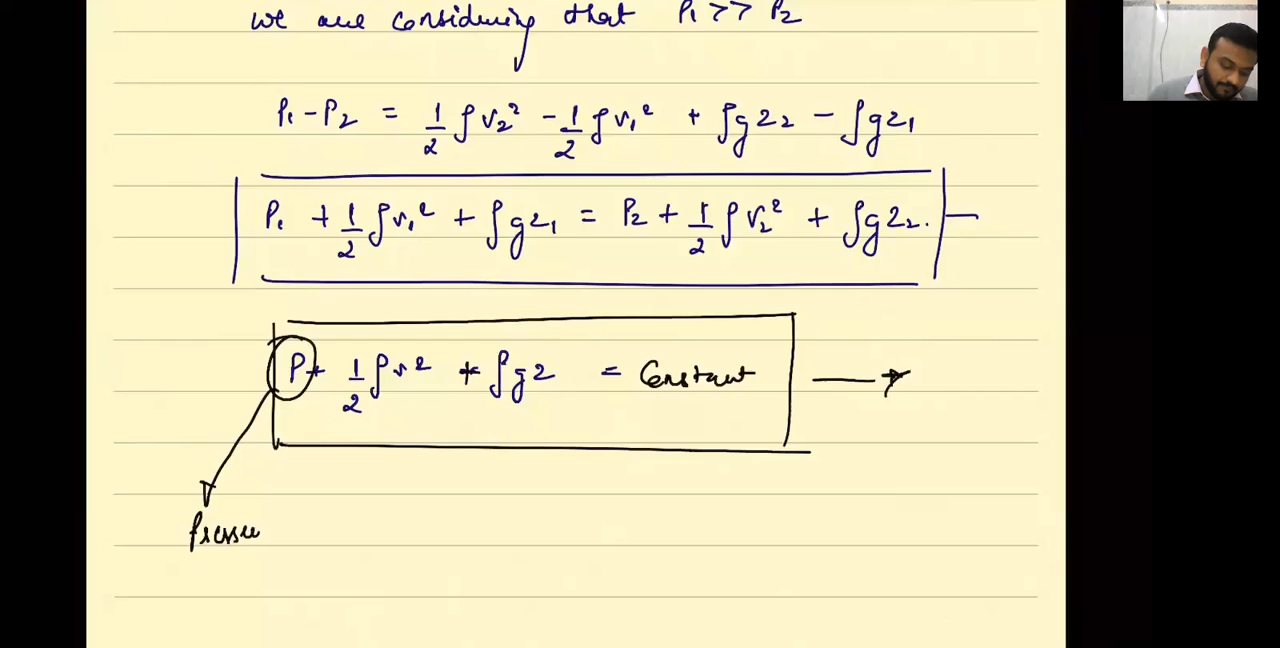 we are considering that P₁ >> P₂
P₁ - P₂ = 1/2 ρv₂² - 1/2 ρv₁² + ρgz₂ - ρgz₁
P₁ + 1/2 ρv₁² + ρgz₁ = P₂ + 1/2 ρv₂² + ρgz₂.
P + 1/2 ρv² + ρgz = Constant